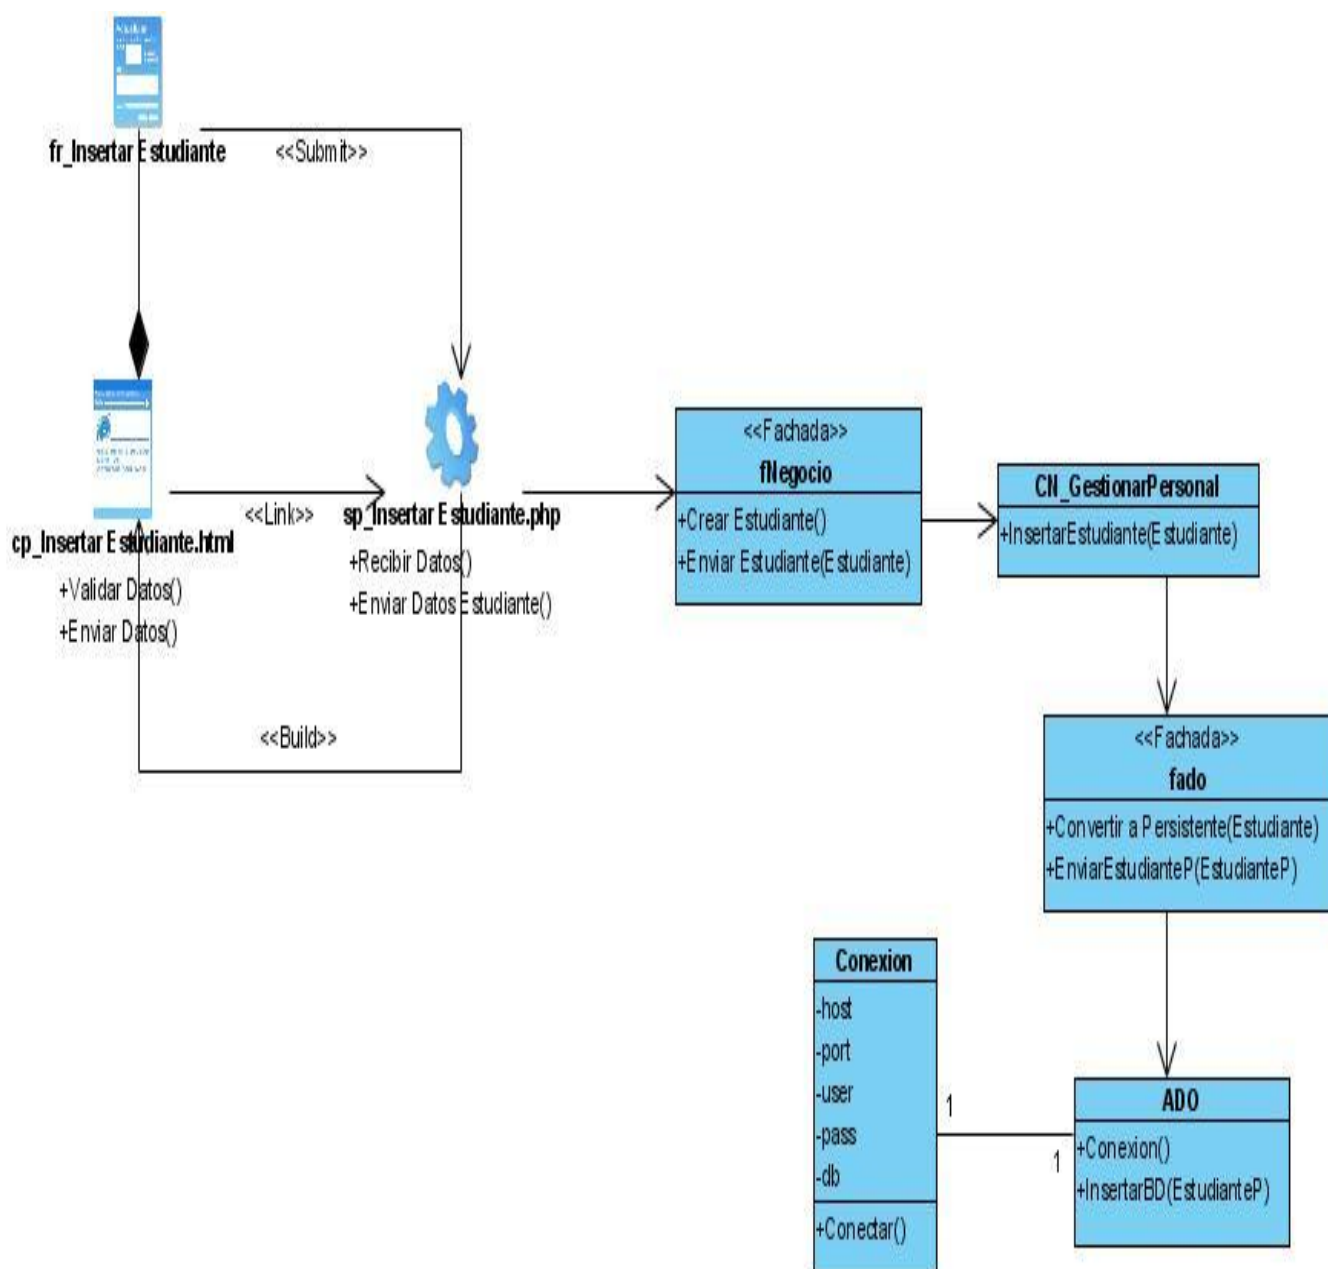 fr_Insertar Estudiante
<<Submit>>
<<Link>>
cp_Insertar Estudiante.html
+Validar Datos()
+Enviar Datos()
sp_Insertar Estudiante.php
+Recibir Datos()
+Enviar Datos Estudiante()
<<Build>>
<<Fachada>>
fNegocio
+Crear Estudiante()
+Enviar Estudiante(Estudiante)
CN_GestionarPersonal
+InsertarEstudiante(Estudiante)
<<Fachada>>
fado
+Convertir a Persistente(Estudiante)
+EnviarEstudianteP(EstudianteP)
Conexion
-host
-port
-user
-pass
-db
+Conectar()
1
1
ADO
+Conexion()
+InsertarBD(EstudianteP)